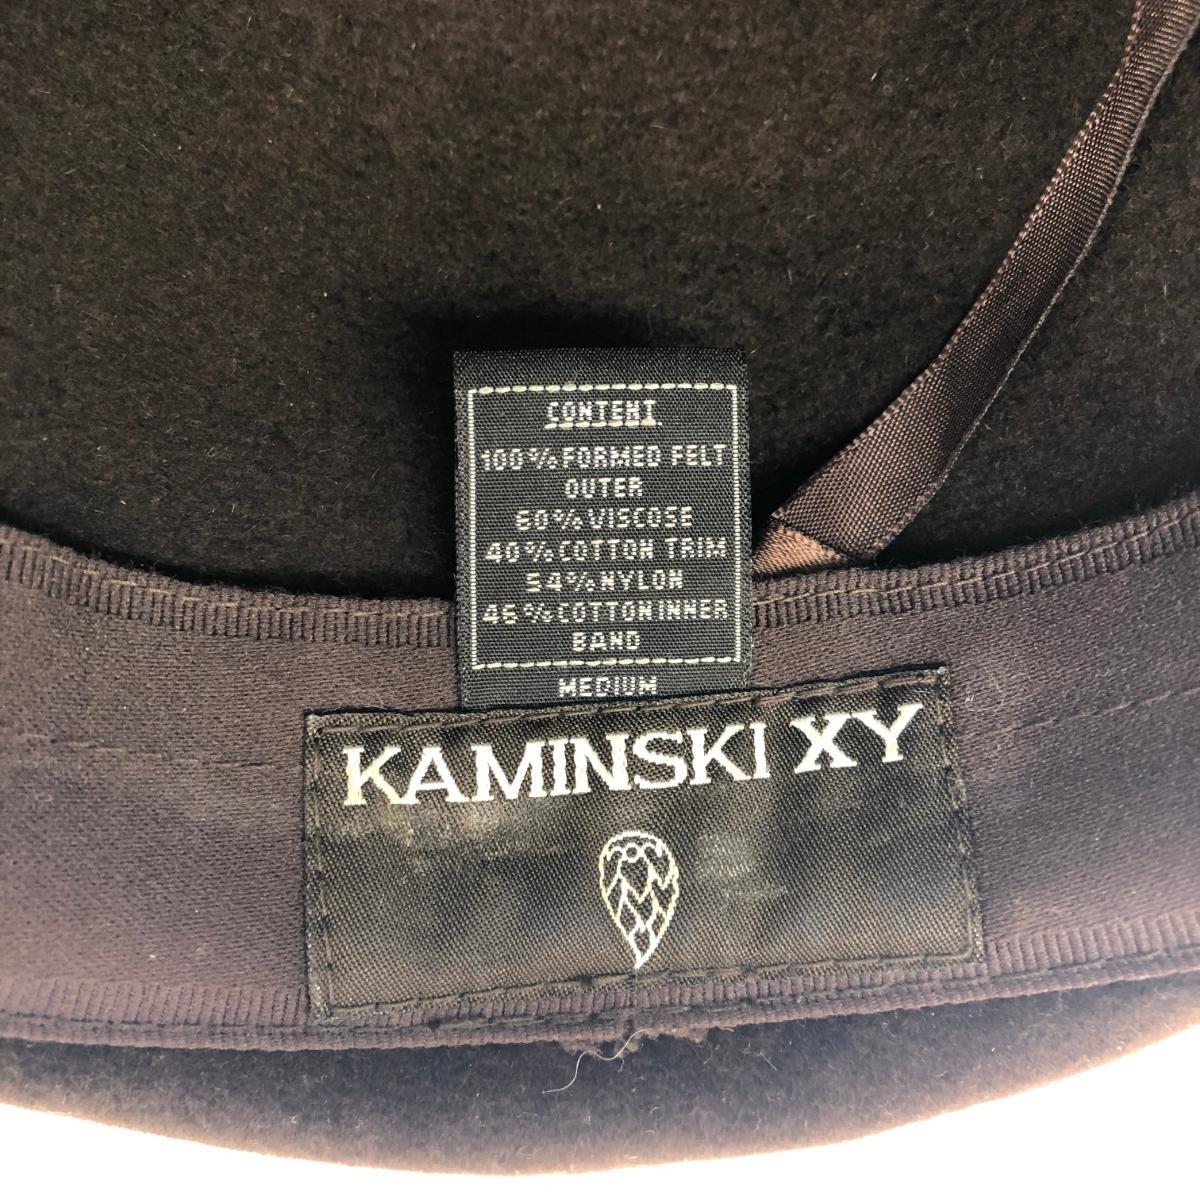 CONTENT
100% FORMED FELT
OUTER
60% VISCOSE
40% COTTON TRIM
54% NYLON
46% COTTON INNER
BAND
MEDIUM
KAMINSKI XY